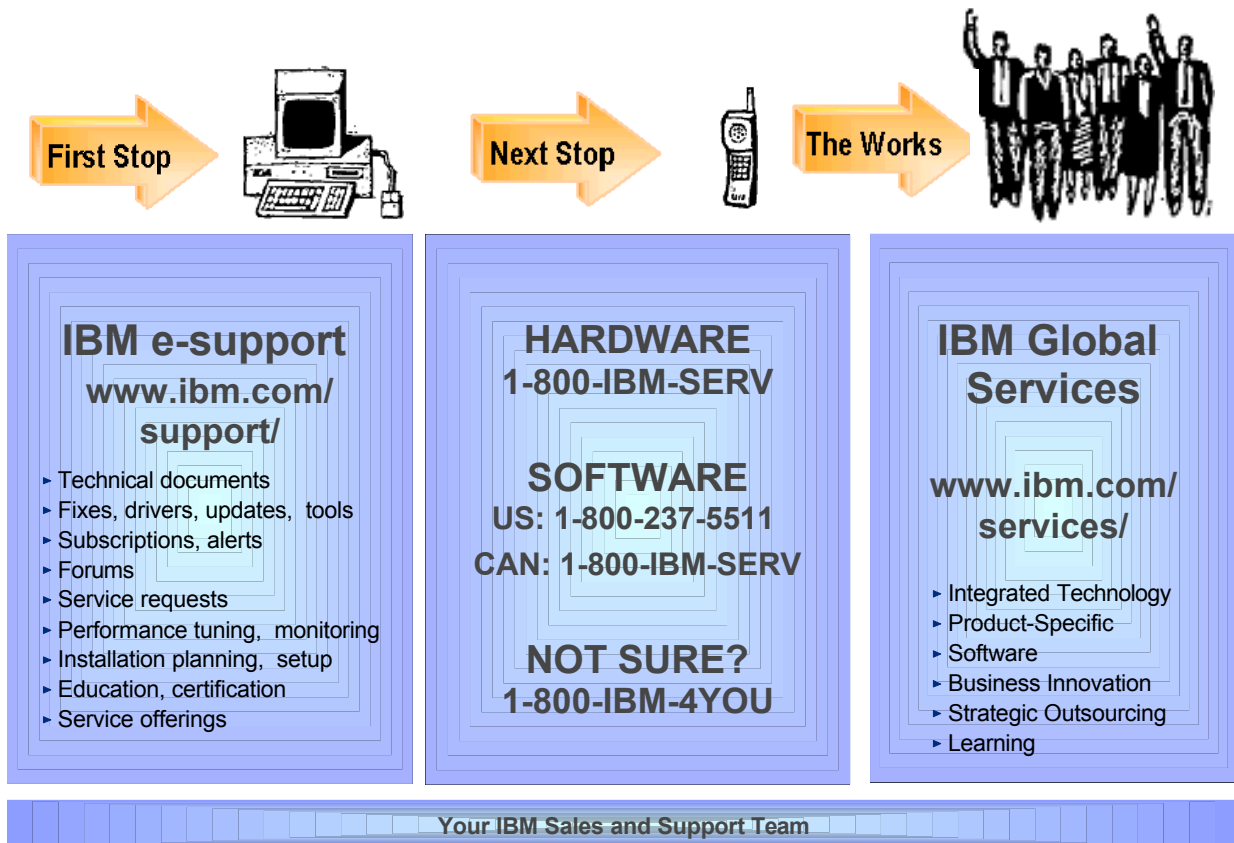 First Stop
Next Stop
The Works
IBM e-support
www.ibm.com/
support/
▸ Technical documents
▸ Fixes, drivers, updates, tools
▸ Subscriptions, alerts
▸ Forums
▸ Service requests
▸ Performance tuning, monitoring
▸ Installation planning, setup
▸ Education, certification
▸ Service offerings
HARDWARE
1-800-IBM-SERV
SOFTWARE
US: 1-800-237-5511
CAN: 1-800-IBM-SERV
NOT SURE?
1-800-IBM-4YOU
IBM Global
Services
www.ibm.com/
services/
▸ Integrated Technology
▸ Product-Specific
▸ Software
▸ Business Innovation
▸ Strategic Outsourcing
▸ Learning
Your IBM Sales and Support Team